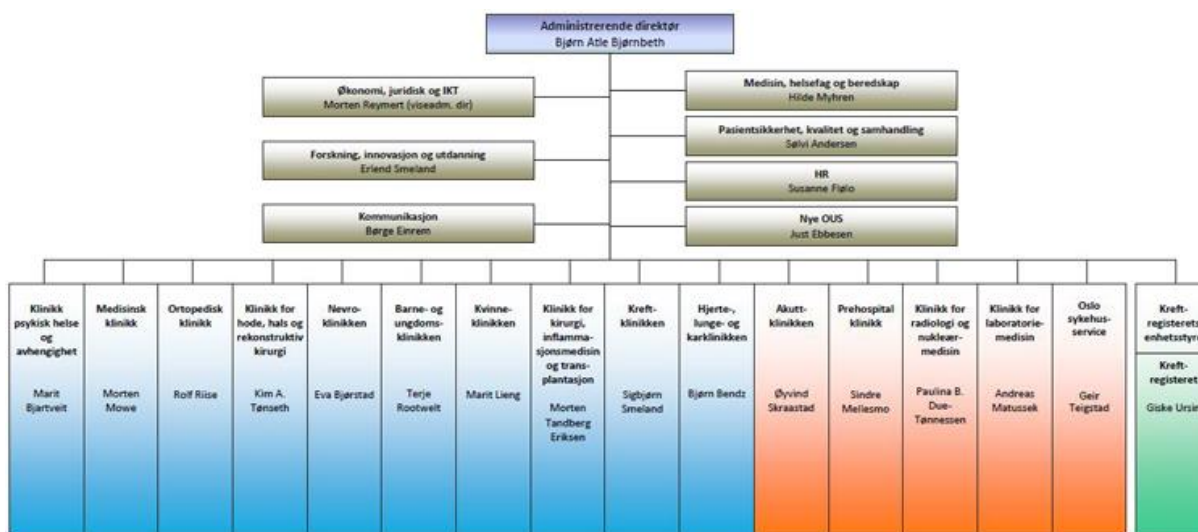 Administrerende direktør
Bjørn Atle Bjørnbeth
Økonomi, juridisk og IKT
Morten Reymert (viseadm. dir)
Medisin, helsefag og beredskap
Hilde Myhren
Pasientsikkerhet, kvalitet og samhandling
Sølvi Andersen
Forskning, innovasjon og utdanning
Erlend Smeland
HR
Susanne Flølo
Kommunikasjon
Børge Einrem
Nye OUS
Just Ebbesen
Klinikk
psykisk helse
og
avhengighet
Marit
Bjartveit
Medisinsk
klinikk
Morten
Mowe
Ortopedisk
klinikk
Rolf Riise
Klinikk for
hode, hals og
rekonstruktiv
kirurgi
Kim A.
Tønseth
Nevro-
klinikken
Eva Bjørstad
Barne- og
ungdoms-
klinikken
Terje
Rootwelt
Kvinne-
klinikken
Marit Lieng
Klinikk for
kirurgi,
inflamma-
sjonsmedisin
og trans-
plantasjon
Morten
Tandberg
Eriksen
Kreft-
klinikken
Sigbjørn
Smeland
Hjerte-,
lunge- og
karklinikken
Bjørn Bendz
Akutt-
klinikken
Øyvind
Skraastad
Prehospital
klinikk
Sindre
Mellesmo
Klinikk for
radiologi og
nukleær-
medisin
Paulina B.
Due-
Tønnessen
Klinikk for
laboratorie-
medisin
Andreas
Matussek
Oslo
sykehus-
service
Geir
Teigstad
Kreft-
registerets
enhetsstyre
Kreft-
registeret
Giske Ursin